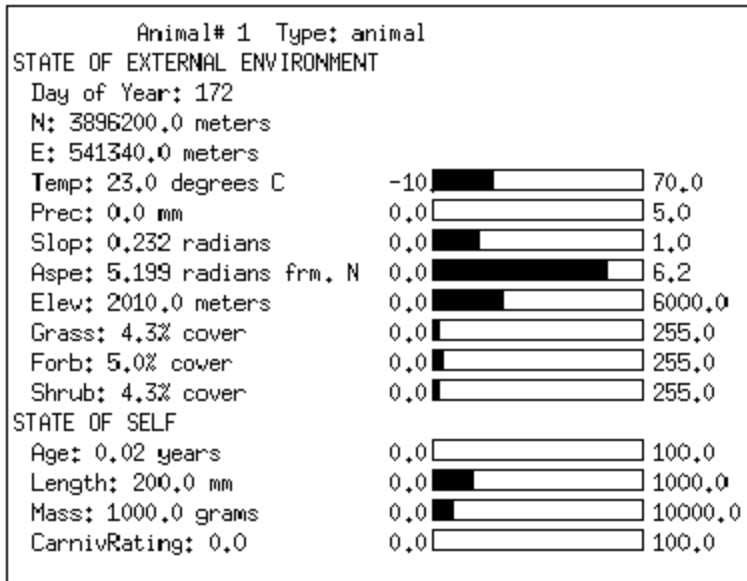 Animal# 1 Type: animal
STATE OF EXTERNAL ENVIRONMENT
Day of Year: 172
N: 3896200.0 meters
E: 541340.0 meters
Temp: 23.0 degrees C -10 70.0
Prec: 0.0 mm 0.0 5.0
Slop: 0.232 radians 0.0 1.0
Aspe: 5.199 radians frm. N 0.0 6.2
Elev: 2010.0 meters 0.0 6000.0
Grass: 4.3% cover 0.0 255.0
Forb: 5.0% cover 0.0 255.0
Shrub: 4.3% cover 0.0 255.0
STATE OF SELF
Age: 0.02 years 0.0 100.0
Length: 200.0 mm 0.0 1000.0
Mass: 1000.0 grams 0.0 10000.0
CarnivRating: 0.0 0.0 100.0